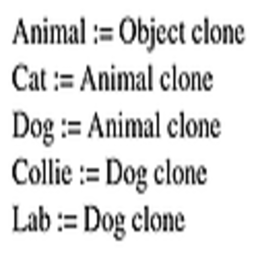 Animal := Object clone
Cat := Animal clone
Dog := Animal clone
Collie := Dog clone
Lab := Dog clone